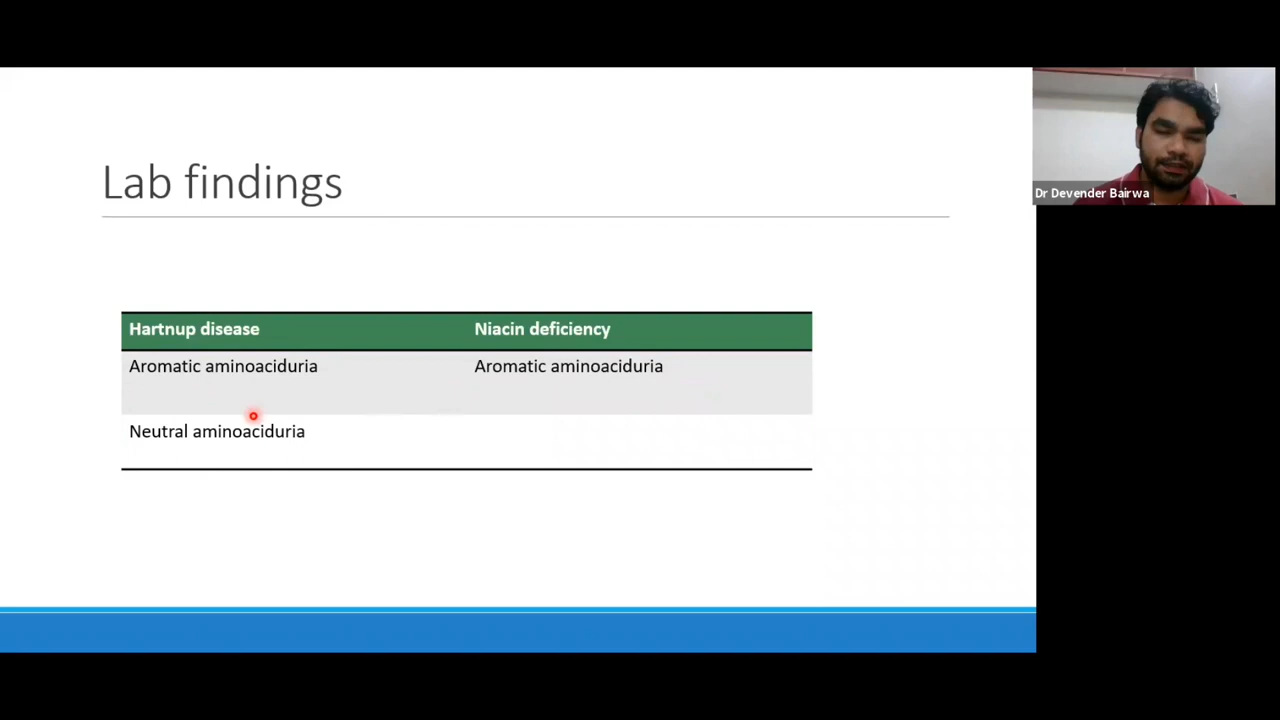 Lab findings
Dr Devender Bairwa
Hartnup disease Niacin deficiency
Aromatic aminoaciduria Aromatic aminoaciduria
Neutral aminoaciduria